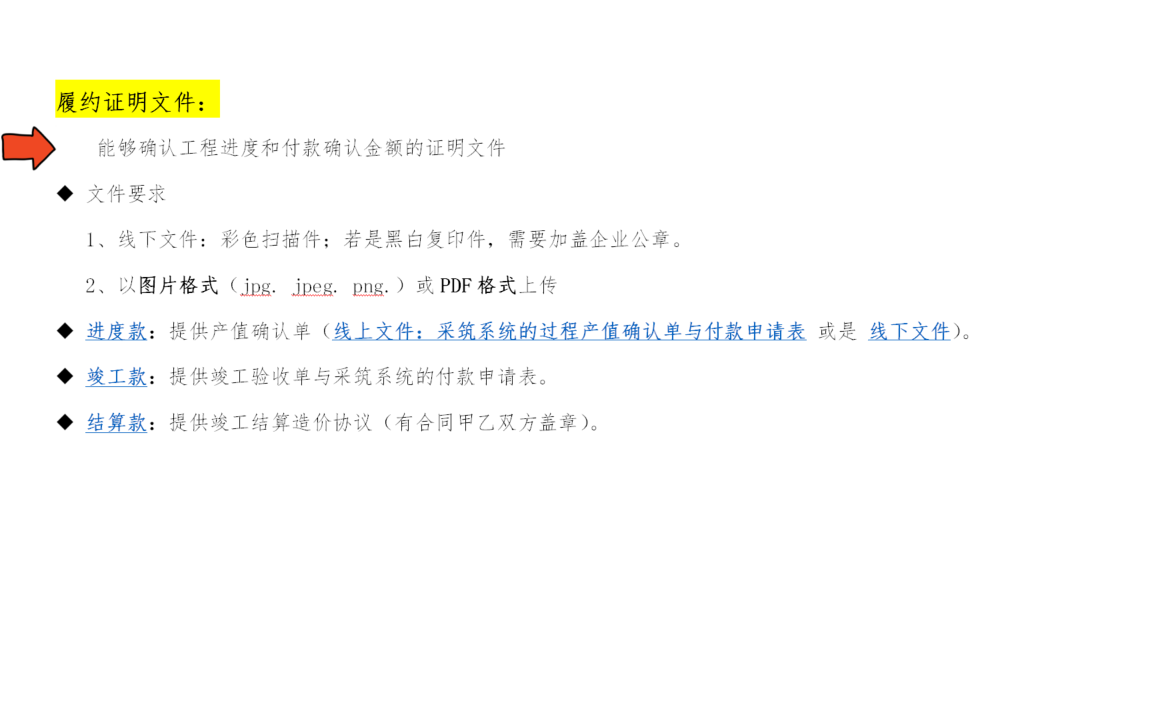 履约证明文件：
能够确认工程进度和付款确认金额的证明文件
◆ 文件要求
1、线下文件：彩色扫描件；若是黑白复印件，需要加盖企业公章。
2、以图片格式（jpg. jpeg. png.）或 PDF 格式上传
◆ 进度款：提供产值确认单（线上文件：采筑系统的过程产值确认单与付款申请表 或是 线下文件）。
◆ 竣工款：提供竣工验收单与采筑系统的付款申请表。
◆ 结算款：提供竣工结算造价协议（有合同甲乙双方盖章）。